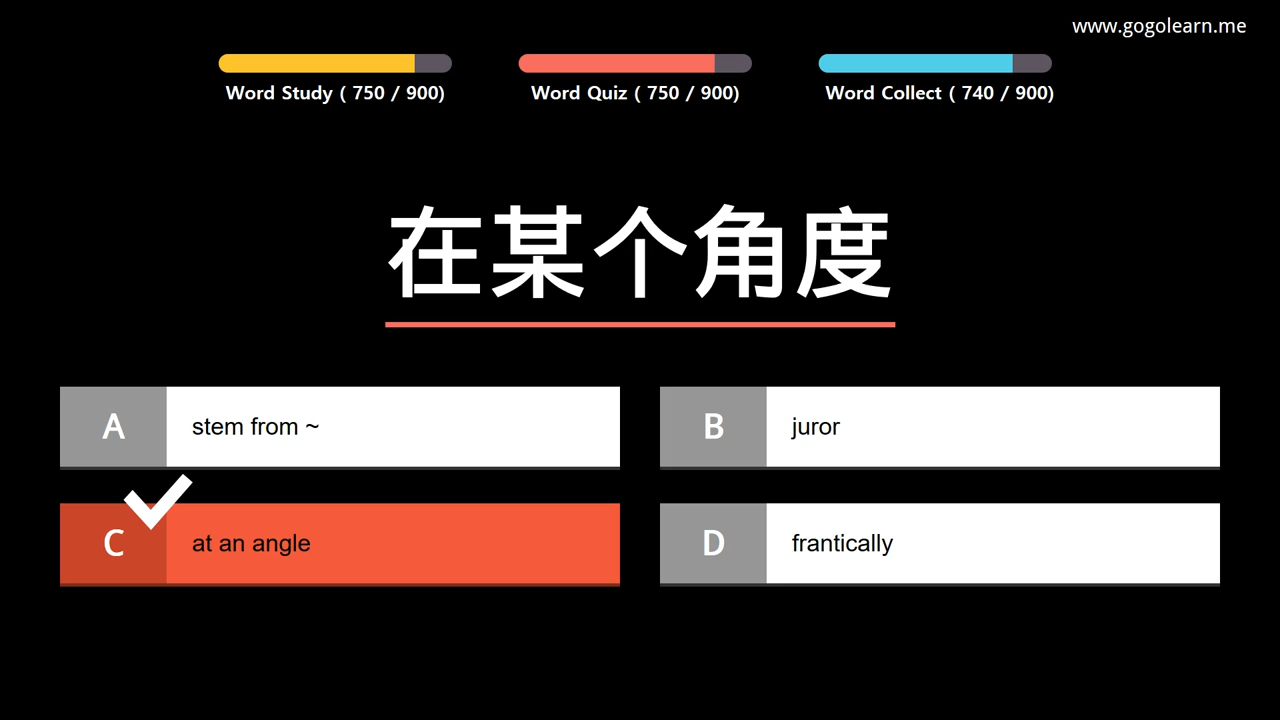 www.gogolearn.me
Word Study ( 750 / 900)
Word Quiz ( 750 / 900)
Word Collect ( 740 / 900)
在某个角度
A
stem from ~
B
juror
C
at an angle
D
frantically